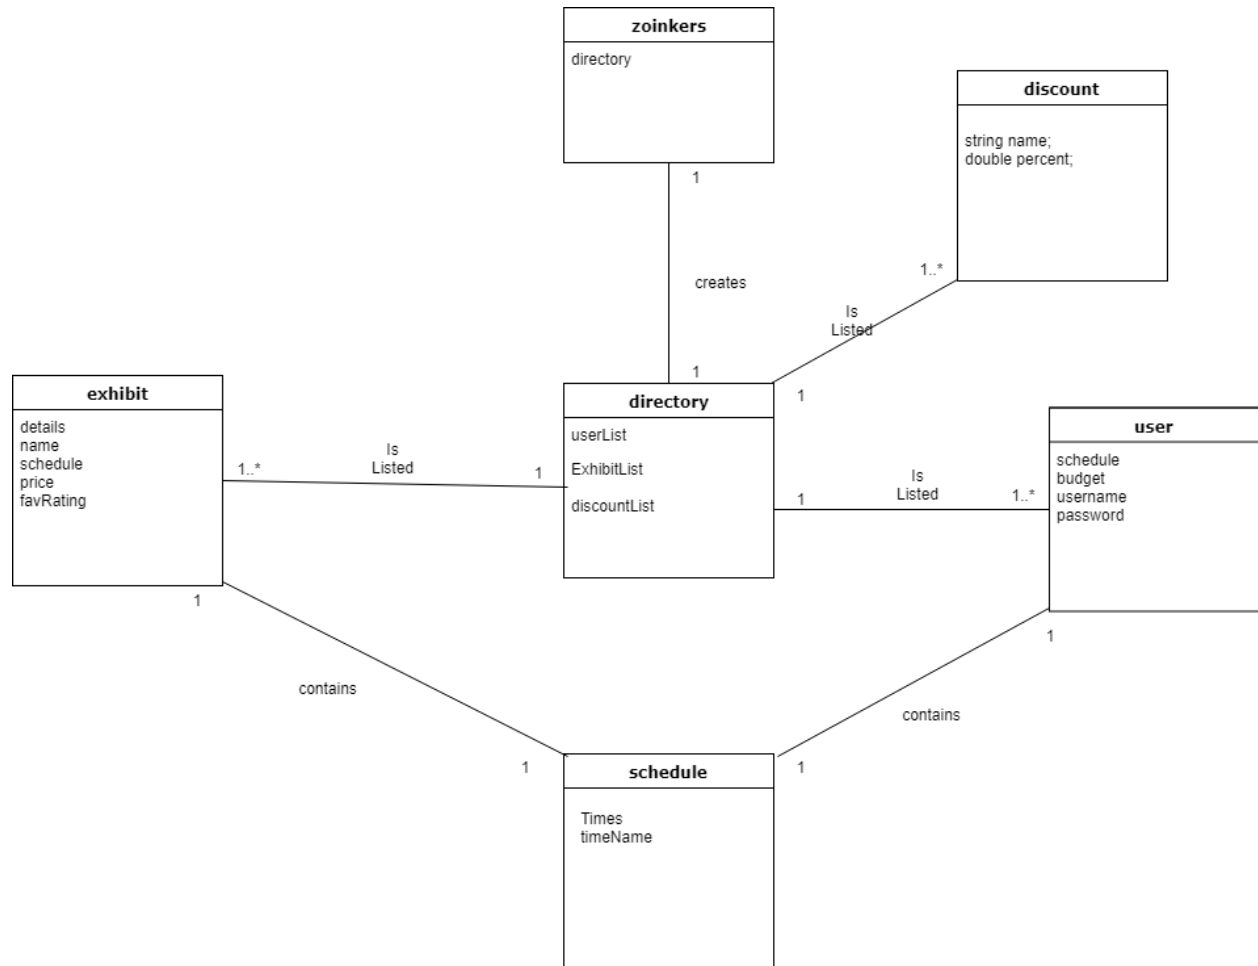 zoinkers
directory
1
creates
1
discount
string name;
double percent;
1..*
Is
Listed
1
exhibit
details
name
schedule
price
favRating
1..*
Is
Listed
1
directory
userList
ExhibitList
discountList
1
Is
Listed
1..*
user
schedule
budget
username
password
1
contains
1
1
contains
1
schedule
Times
timeName